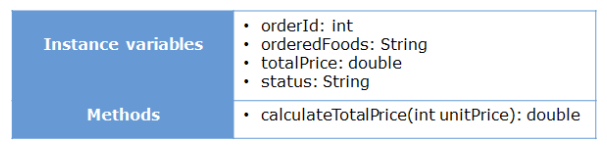 Instance variables
• orderId: int
• orderedFoods: String
• totalPrice: double
• status: String
Methods
• calculateTotalPrice(int unitPrice): double